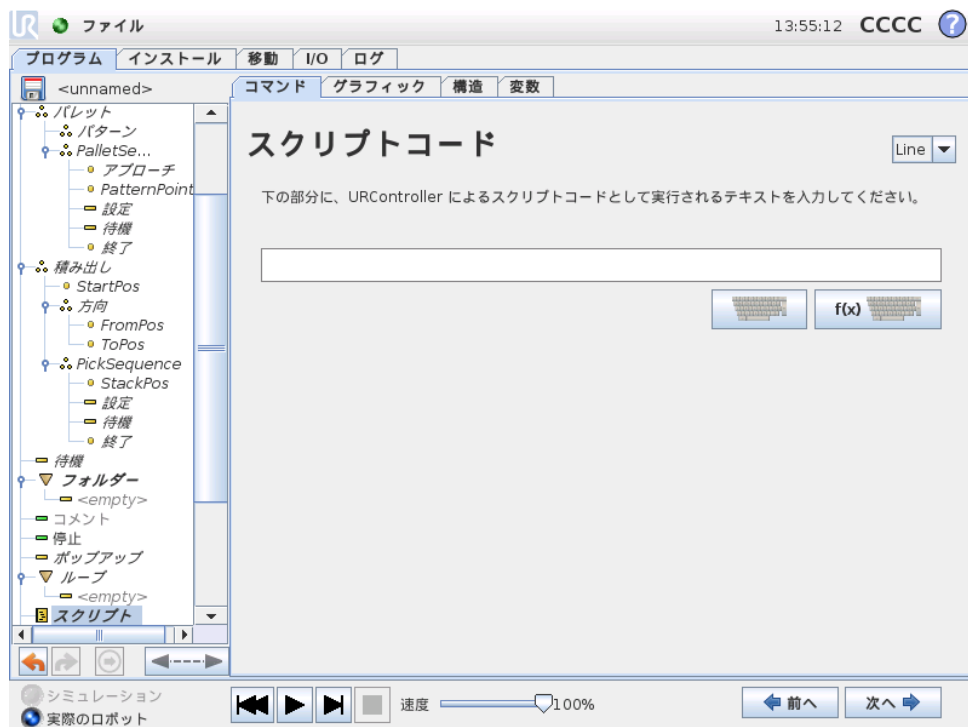 UR ファイル 13:55:12 CCCC ?
プログラム インストール 移動 I/O ログ
<unnamed>
コマンド グラフィック 構造 変数
パレット
パターン
PalletSe...
アプローチ
PatternPoint
設定
待機
終了
積み出し
StartPos
方向
FromPos
ToPos
PickSequence
StackPos
設定
待機
終了
待機
フォルダー
<empty>
コメント
停止
ポップアップ
ループ
<empty>
スクリプト
スクリプトコード
Line
下の部分に、URController によるスクリプトコードとして実行されるテキストを入力してください。
f(x)
シミュレーション
実際のロボット
速度 100%
前へ 次へ